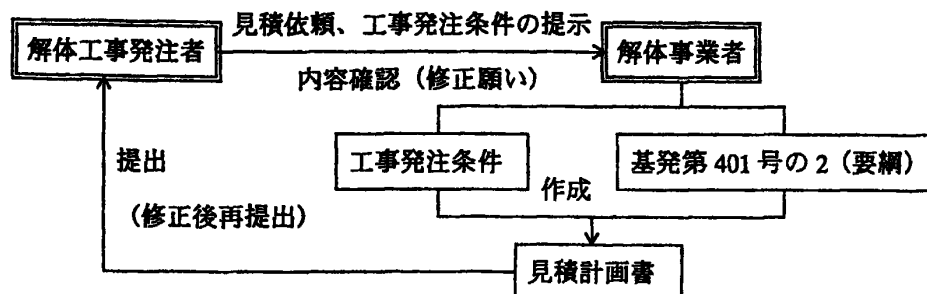 見積依頼、工事発注条件の提示
解体工事発注者
解体事業者
内容確認（修正願い）
工事発注条件
基発第401号の2（要綱）
提出
作成
（修正後再提出）
見積計画書